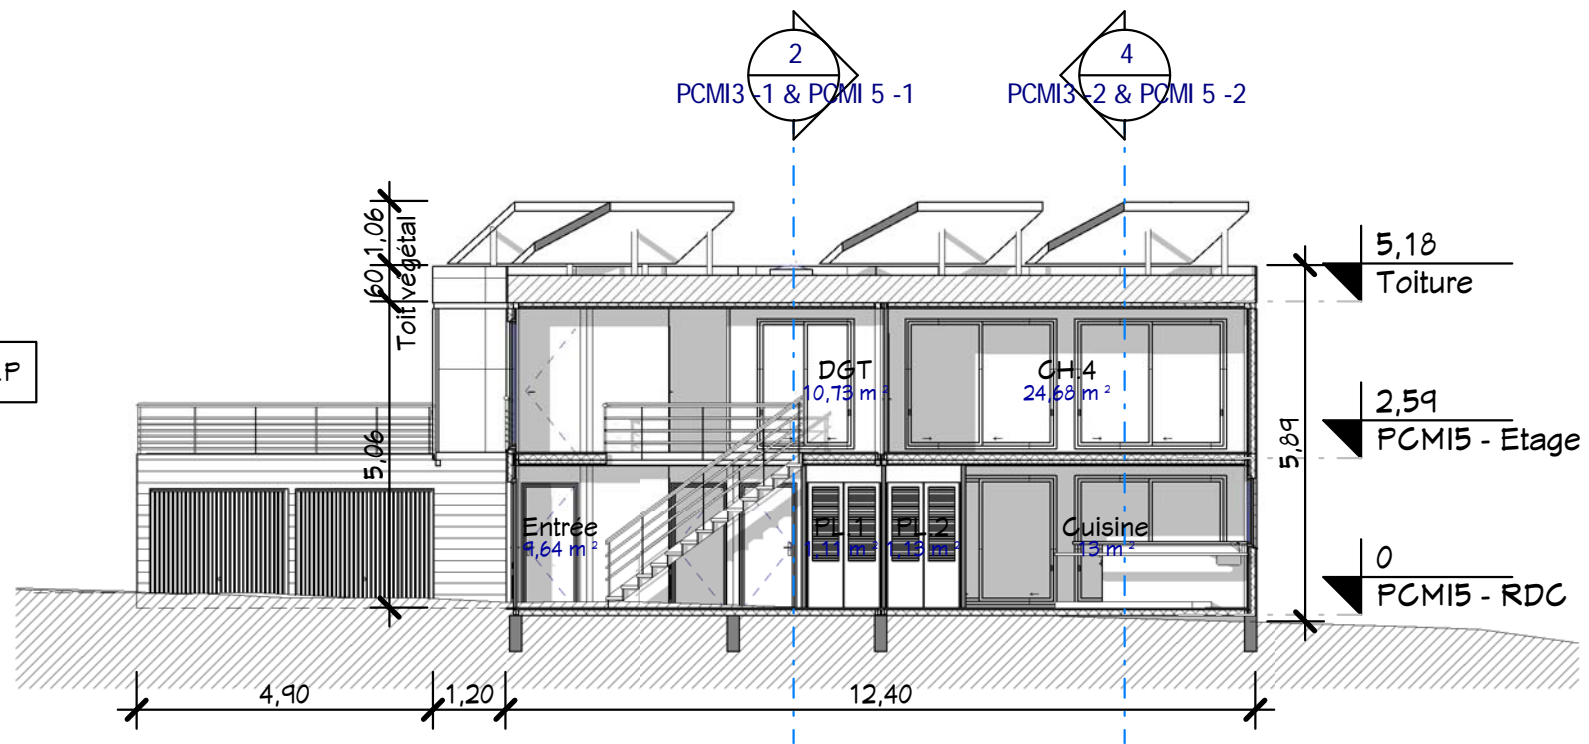 2
PCMI3 -1 & PCMI 5 -1
4
PCMI3 -2 & PCMI 5 -2
1,06
60
Toit végétal
5,06
5,18
Toiture
P
DGT
10,73 m²
CH.4
24,68 m²
2,59
PCMI5 - Etage
5,89
Entrée
9,64 m²
PL.1
1,11 m²
PL.2
1,13 m²
Cuisine
13 m²
0
PCMI5 - RDC
4,90
1,20
12,40